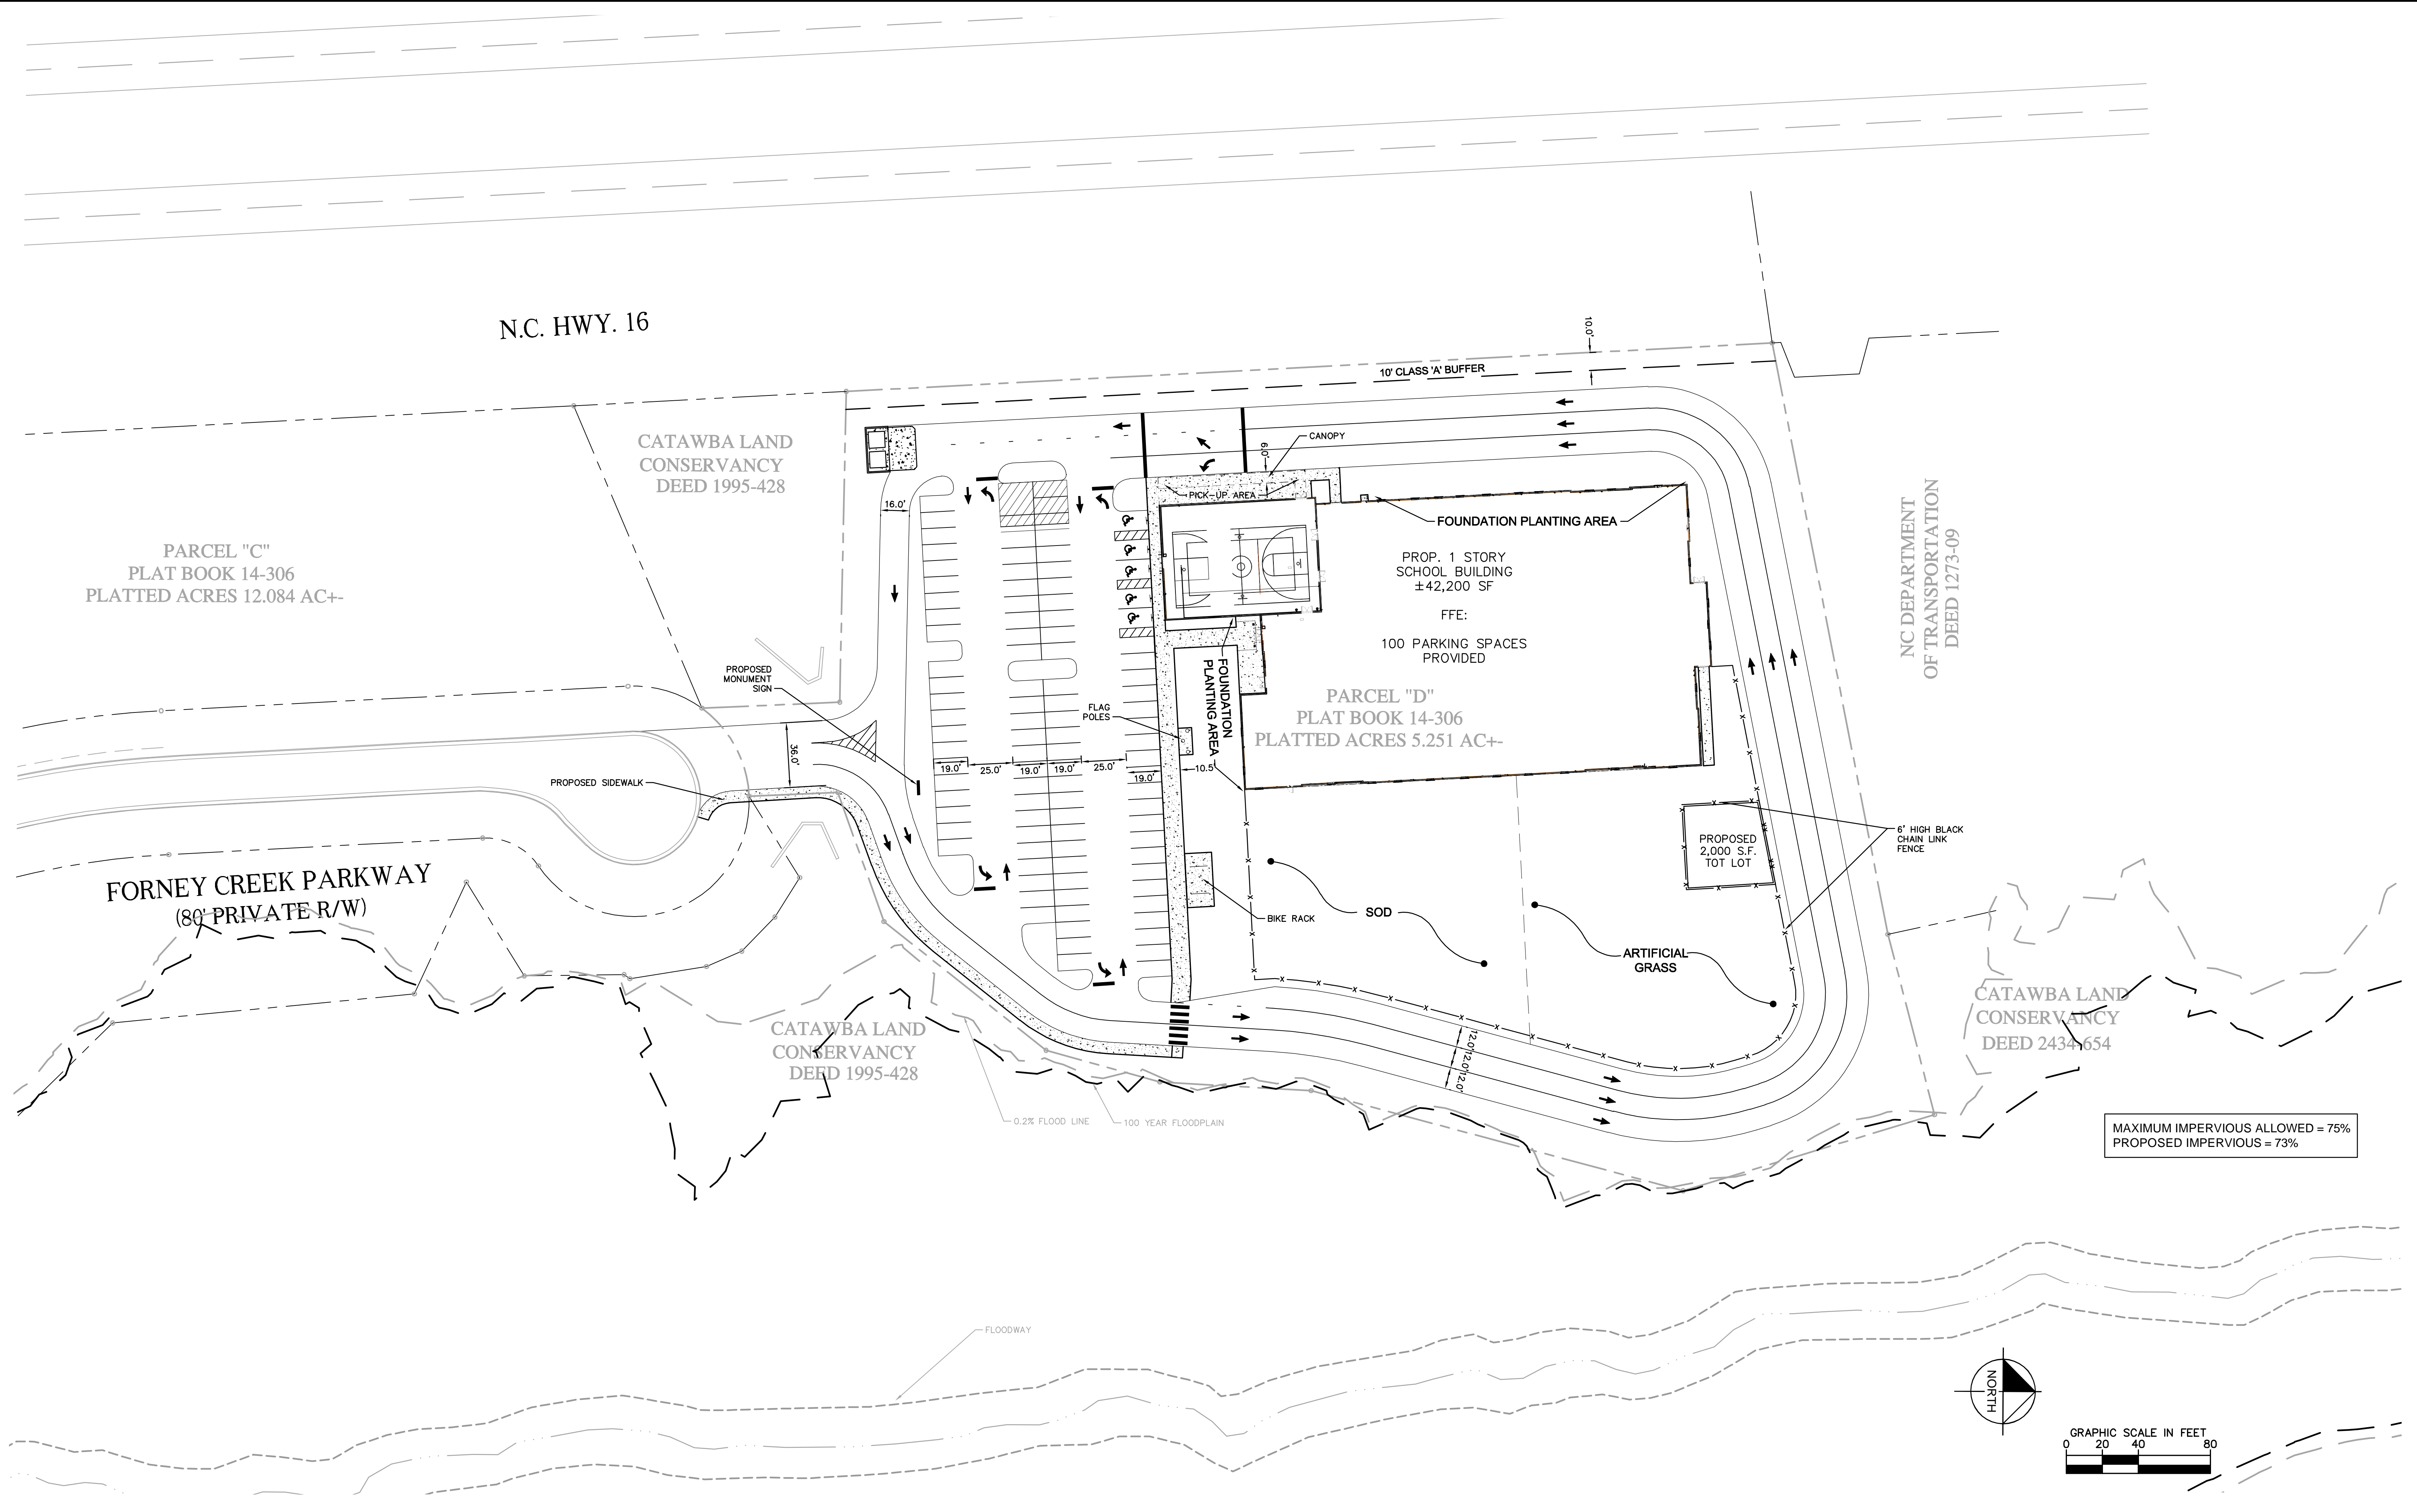 N.C. HWY. 16
10.0'
10' CLASS 'A' BUFFER
CATAWBA LAND
CONSERVANCY
DEED 1995-428
CANOPY
6.0'
PICK-UP AREA
16.0'
FOUNDATION PLANTING AREA
PARCEL "C"
PLAT BOOK 14-306
PLATTED ACRES 12.084 AC+-
PROP. 1 STORY
SCHOOL BUILDING
±42,200 SF
FFE:
100 PARKING SPACES
PROVIDED
NC DEPARTMENT
OF TRANSPORTATION
DEED 1273-09
PROPOSED
MONUMENT
SIGN
FOUNDATION
PLANTING AREA
PARCEL "D"
PLAT BOOK 14-306
PLATTED ACRES 5.251 AC+-
FLAG
POLES
36.0'
19.0'
25.0'
19.0'
19.0'
25.0'
19.0'
10.5'
PROPOSED SIDEWALK
PROPOSED
2,000 S.F.
TOT LOT
6' HIGH BLACK
CHAIN LINK
FENCE
FORNEY CREEK PARKWAY
(80' PRIVATE R/W)
BIKE RACK
SOD
ARTIFICIAL
GRASS
CATAWBA LAND
CONSERVANCY
DEED 1995-428
CATAWBA LAND
CONSERVANCY
DEED 2434-654
12.0'
12.0'
12.0'
0.2% FLOOD LINE
100 YEAR FLOODPLAIN
MAXIMUM IMPERVIOUS ALLOWED = 75%
PROPOSED IMPERVIOUS = 73%
FLOODWAY
NORTH
GRAPHIC SCALE IN FEET
0 20 40 80